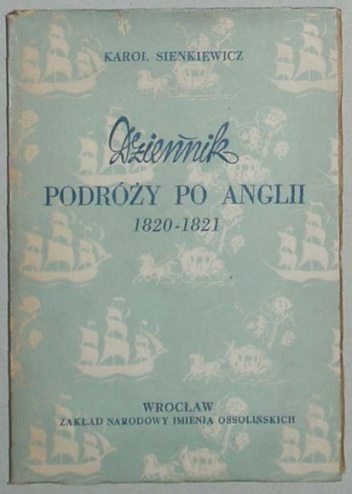 KAROL SIENKIEWICZ
Dziennik
PODRÓŻY PO ANGLII
1820-1821
WROCŁAW
ZAKŁAD NARODOWY IMIENIA OSSOLIŃSKICH